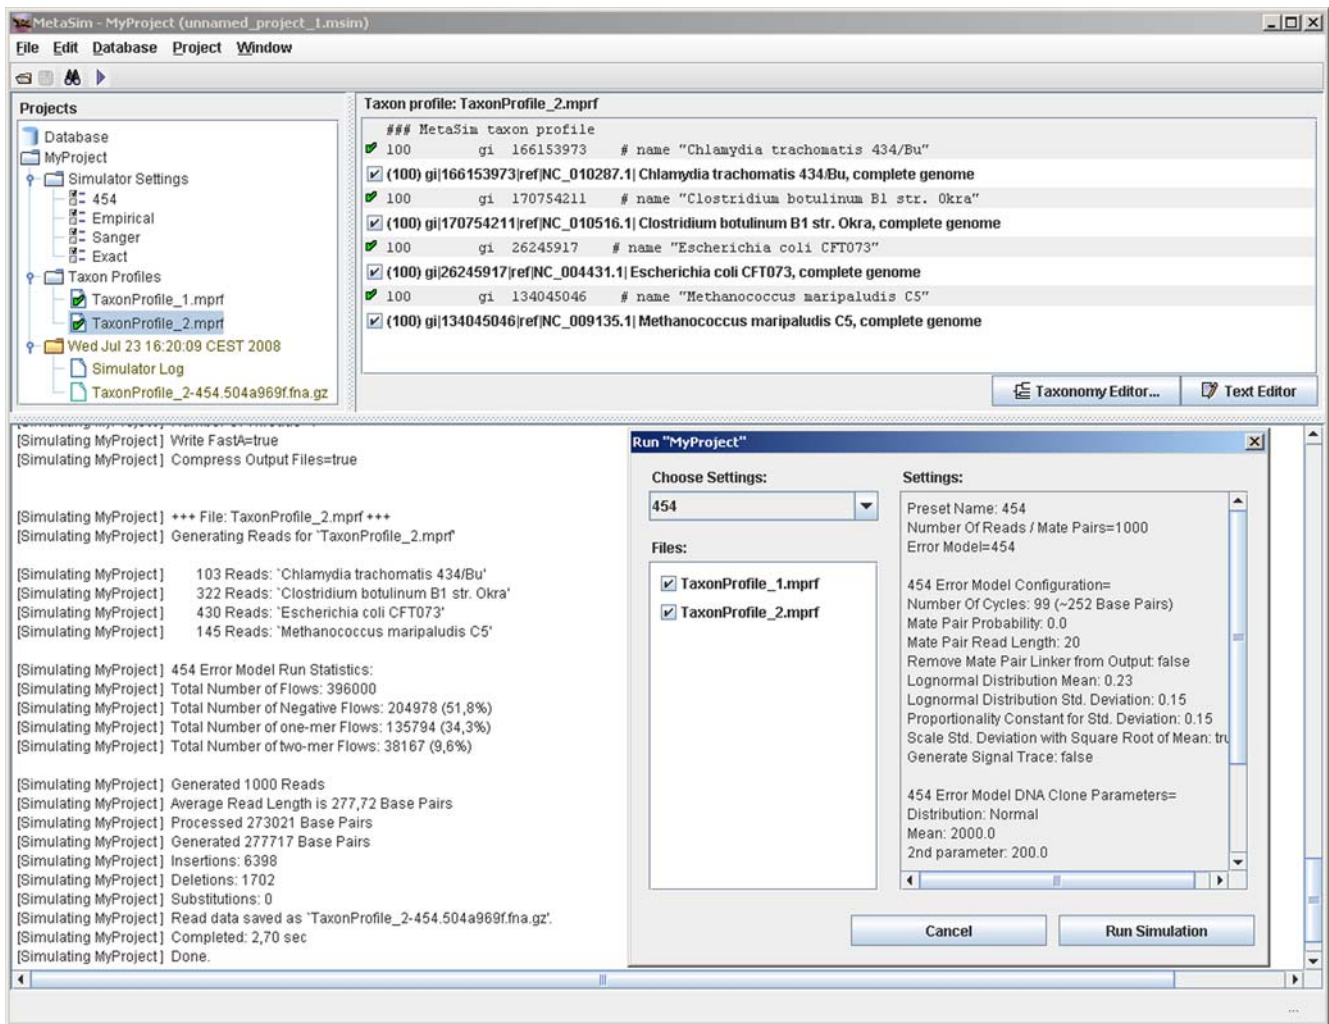 MetaSim - MyProject (unnamed_project_1.msim)
File Edit Database Project Window
Projects
Database
MyProject
Simulator Settings
454
Empirical
Sanger
Exact
Taxon Profiles
TaxonProfile_1.mprf
TaxonProfile_2.mprf
Wed Jul 23 16:20:09 CEST 2008
Simulator Log
TaxonProfile_2-454.504a969f.fna.gz
Taxon profile: TaxonProfile_2.mprf
### MetaSim taxon profile
100 gi 166153973 # name "Chlamydia trachomatis 434/Bu"
(100) gi|166153973|ref|NC_010287.1| Chlamydia trachomatis 434/Bu, complete genome
100 gi 170754211 # name "Clostridium botulinum B1 str. Okra"
(100) gi|170754211|ref|NC_010516.1| Clostridium botulinum B1 str. Okra, complete genome
100 gi 26245917 # name "Escherichia coli CFT073"
(100) gi|26245917|ref|NC_004431.1| Escherichia coli CFT073, complete genome
100 gi 134045046 # name "Methanococcus maripaludis C5"
(100) gi|134045046|ref|NC_009135.1| Methanococcus maripaludis C5, complete genome
Taxonomy Editor... Text Editor
[Simulating MyProject] Write FastA=true
[Simulating MyProject] Compress Output Files=true
[Simulating MyProject] +++ File: TaxonProfile_2.mprf +++
[Simulating MyProject] Generating Reads for `TaxonProfile_2.mprf'
[Simulating MyProject] 103 Reads: `Chlamydia trachomatis 434/Bu'
[Simulating MyProject] 322 Reads: `Clostridium botulinum B1 str. Okra'
[Simulating MyProject] 430 Reads: `Escherichia coli CFT073'
[Simulating MyProject] 145 Reads: `Methanococcus maripaludis C5'
[Simulating MyProject] 454 Error Model Run Statistics:
[Simulating MyProject] Total Number of Flows: 396000
[Simulating MyProject] Total Number of Negative Flows: 204978 (51,8%)
[Simulating MyProject] Total Number of one-mer Flows: 135794 (34,3%)
[Simulating MyProject] Total Number of two-mer Flows: 38167 (9,6%)
[Simulating MyProject] Generated 1000 Reads
[Simulating MyProject] Average Read Length is 277,72 Base Pairs
[Simulating MyProject] Processed 273021 Base Pairs
[Simulating MyProject] Generated 277717 Base Pairs
[Simulating MyProject] Insertions: 6398
[Simulating MyProject] Deletions: 1702
[Simulating MyProject] Substitutions: 0
[Simulating MyProject] Read data saved as `TaxonProfile_2-454.504a969f.fna.gz'.
[Simulating MyProject] Completed: 2,70 sec
[Simulating MyProject] Done.
Run "MyProject"
Choose Settings:
454
Files:
TaxonProfile_1.mprf
TaxonProfile_2.mprf
Settings:
Preset Name: 454
Number Of Reads / Mate Pairs=1000
Error Model=454
454 Error Model Configuration=
Number Of Cycles: 99 (~252 Base Pairs)
Mate Pair Probability: 0.0
Mate Pair Read Length: 20
Remove Mate Pair Linker from Output: false
Lognormal Distribution Mean: 0.23
Lognormal Distribution Std. Deviation: 0.15
Proportionality Constant for Std. Deviation: 0.15
Scale Std. Deviation with Square Root of Mean: tru
Generate Signal Trace: false
454 Error Model DNA Clone Parameters=
Distribution: Normal
Mean: 2000.0
2nd parameter: 200.0
Cancel Run Simulation
...